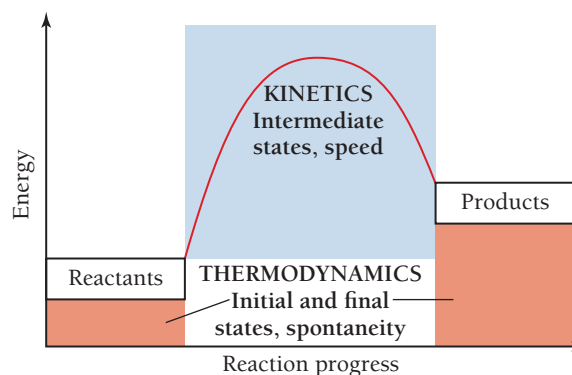 Energy
KINETICS
Intermediate
states, speed
Products
Reactants
THERMODYNAMICS
Initial and final
states, spontaneity
Reaction progress